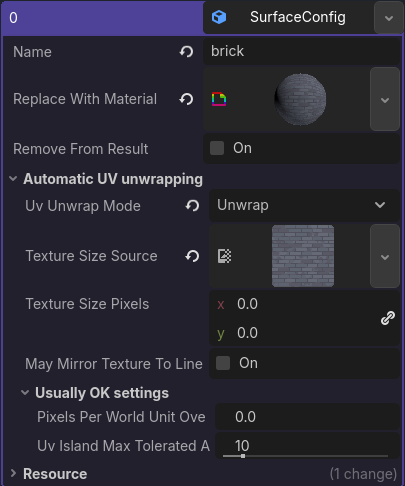 0 SurfaceConfig
Name brick
Replace With Material
Remove From Result On
Automatic UV unwrapping
Uv Unwrap Mode Unwrap
Texture Size Source
Texture Size Pixels x 0.0
y 0.0
May Mirror Texture To Line On
Usually OK settings
Pixels Per World Unit Ove 0.0
Uv Island Max Tolerated A 10
Resource (1 change)